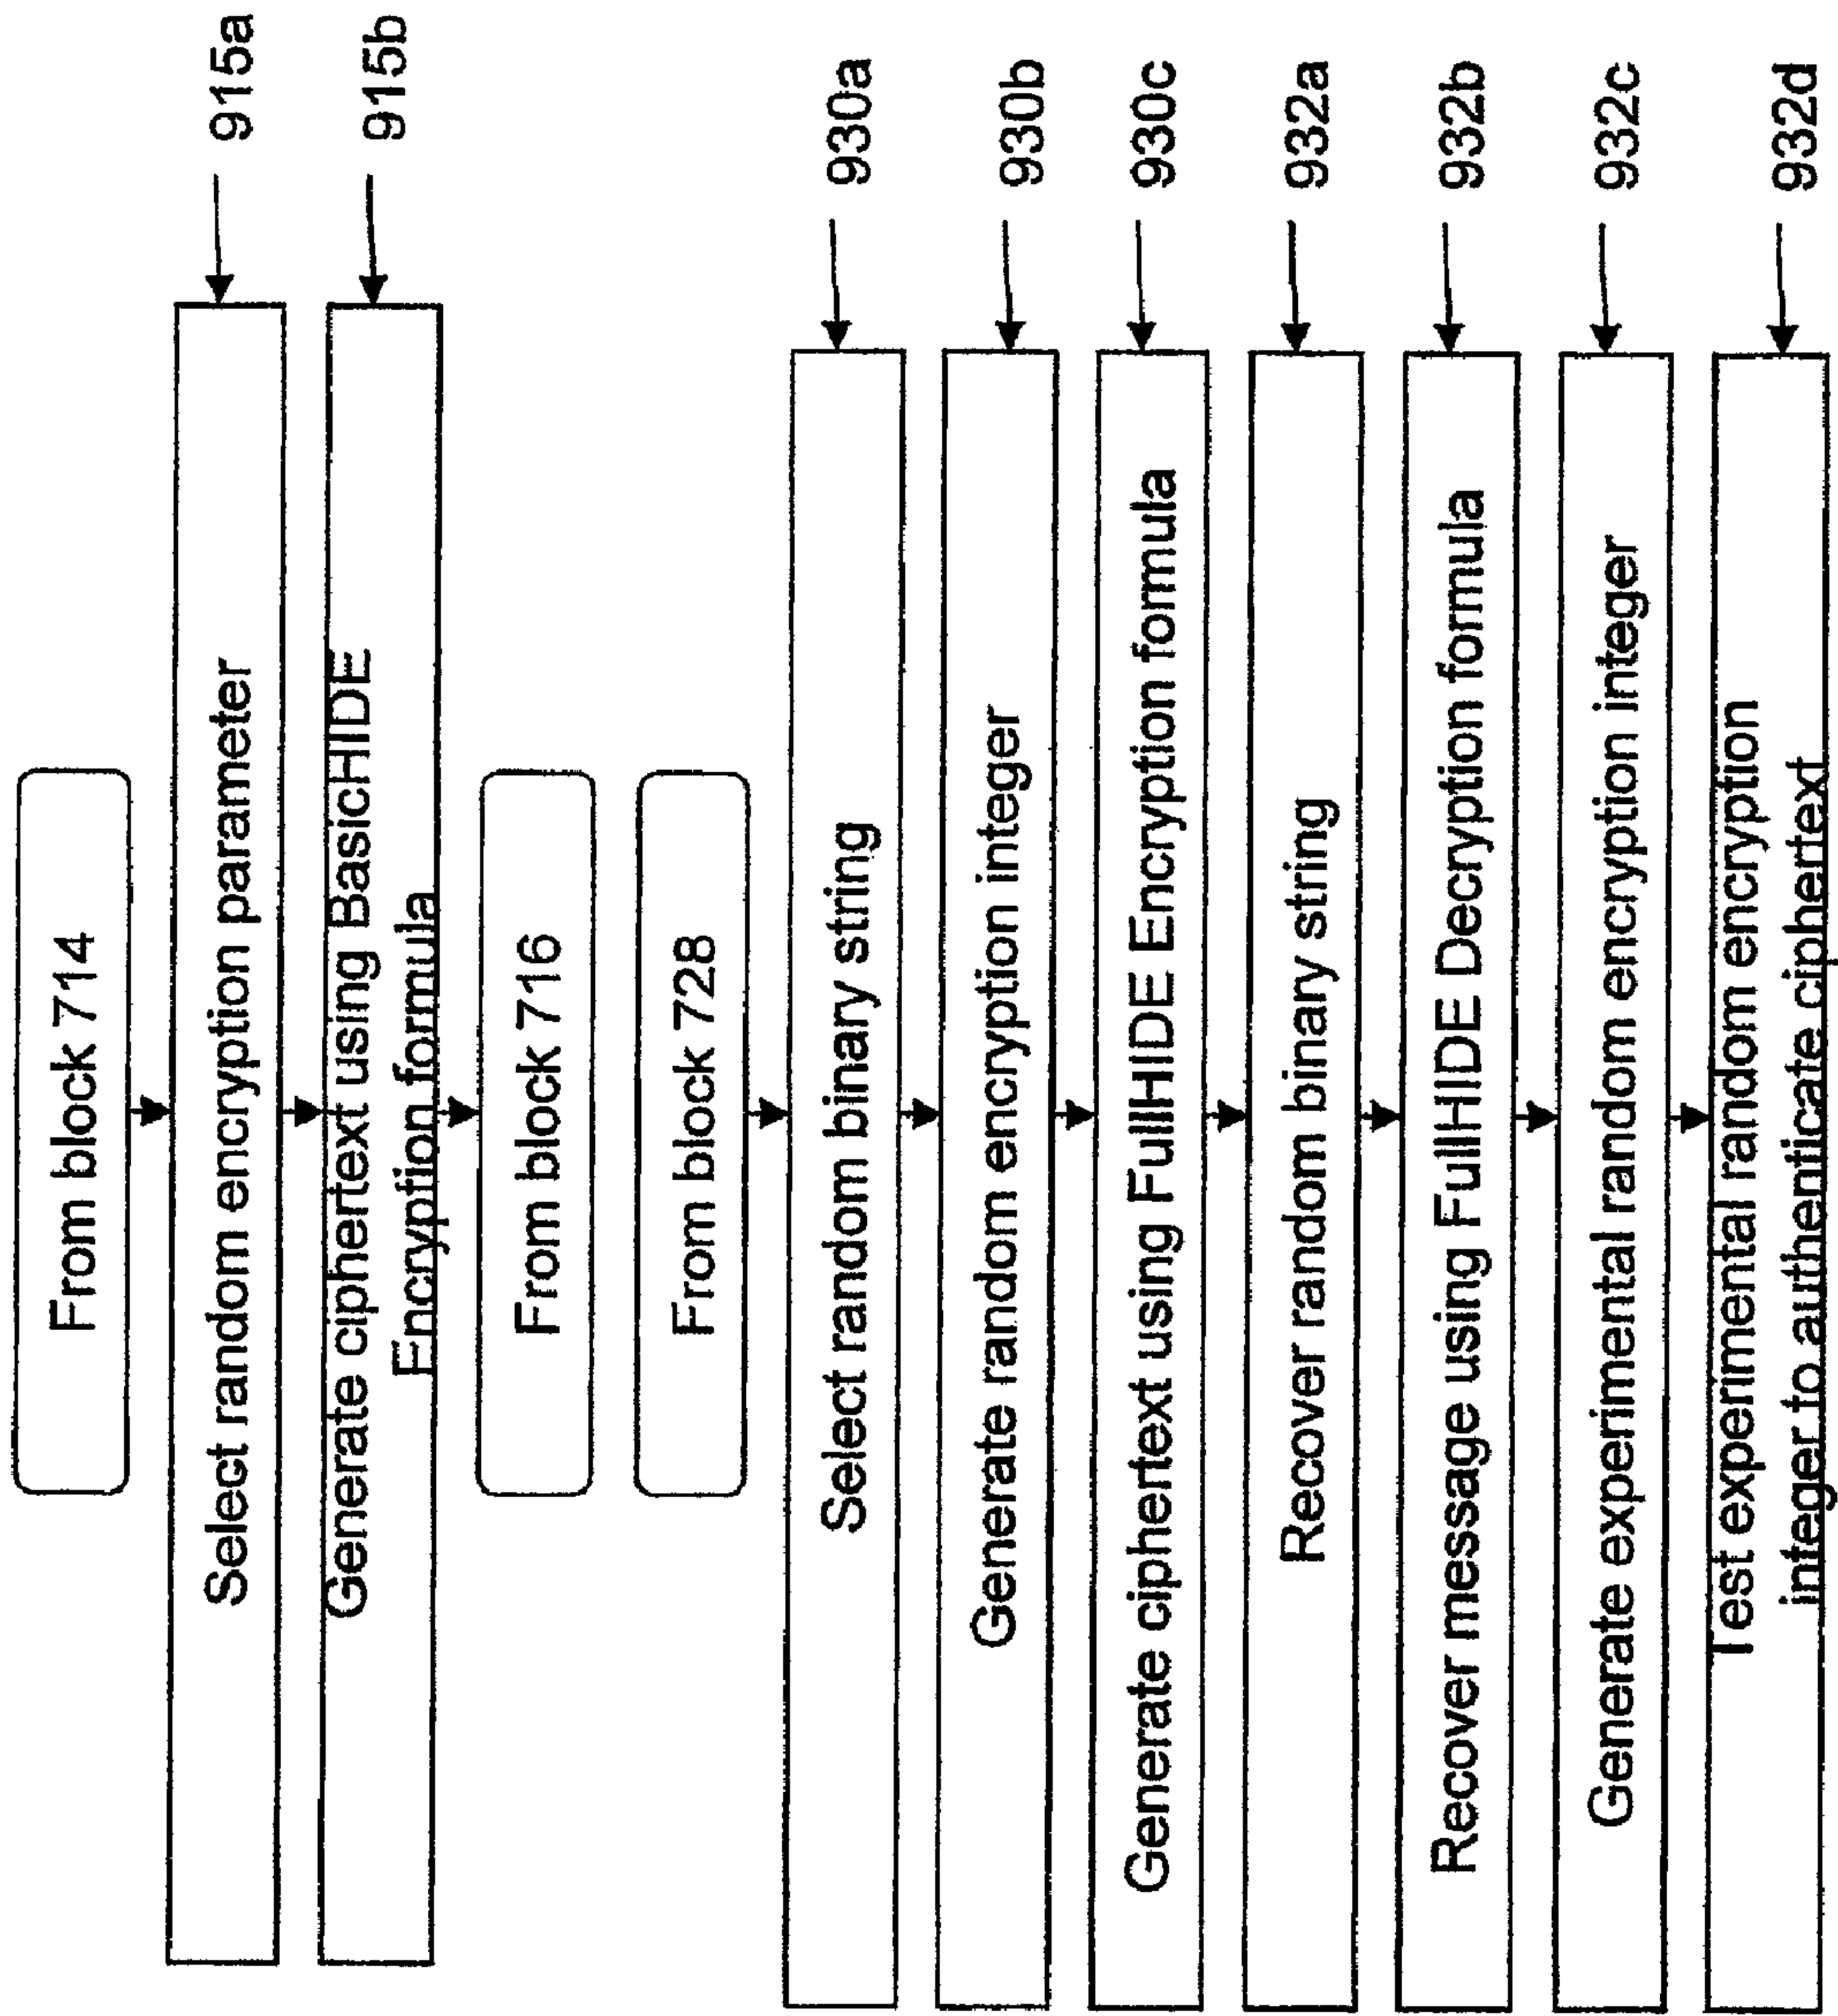 From block 714
Select random encryption parameter
915a
Generate ciphertext using BasicHIDE
Encryption formula
915b
From block 716
From block 728
Select random binary string
930a
Generate random encryption integer
930b
Generate ciphertext using FullHIDE Encryption formula
930c
Recover random binary string
932a
Recover message using FullHIDE Decryption formula
932b
Generate experimental random encryption integer
932c
Test experimental random encryption
integer to authenticate ciphertext
932d